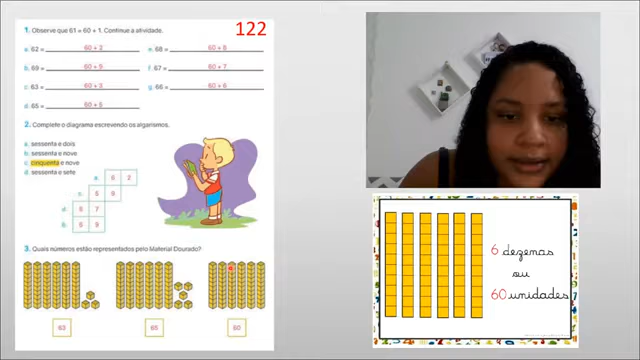 122
1. Observe que 61 = 60 + 1. Continue a atividade.
a. 62 = 60 + 2
e. 68 = 60 + 8
b. 69 = 60 + 9
f. 67 = 60 + 7
c. 63 = 60 + 3
g. 66 = 60 + 6
d. 65 = 60 + 5
2. Complete o diagrama escrevendo os algarismos.
a. sessenta e dois
b. sessenta e nove
c. cinquenta e nove
d. sessenta e sete
a. 6 2
c. 5 9
d. 6 7
b. 6 9
3. Quais números estão representados pelo Material Dourado?
63
65
60
6 dezenas
ou
60 unidades